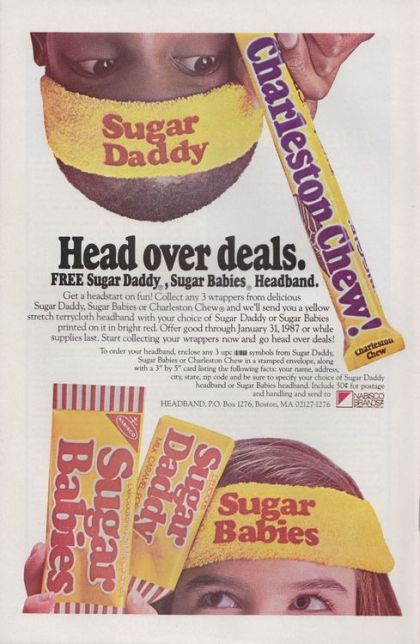 Sugar
Daddy
Charleston Chew!
Charleston
Chew
Head over deals.
FREE Sugar Daddy®, Sugar Babies® Headband.
Get a headstart on fun! Collect any 3 wrappers from delicious
Sugar Daddy, Sugar Babies or Charleston Chew® and we'll send you a yellow
stretch terrycloth headband with your choice of Sugar Daddy or Sugar Babies
printed on it in bright red. Offer good through January 31, 1987 or while
supplies last. Start collecting your wrappers now and go head over deals!
To order your headband, enclose any 3 upc symbols from Sugar Daddy,
Sugar Babies or Charleston Chew in a stamped envelope, along
with a 3" by 5" card listing the following facts: your name, address,
city, state, zip code and be sure to specify your choice of Sugar Daddy
headband or Sugar Babies headband. Include 50¢ for postage
and handling and send to
HEADBAND, P.O. Box 1276, Boston, MA 02127-1276
NABISCO
BRANDS
NABISCO
Sugar
Babies
Sugar
Daddy
MILK CARAMEL POP
Sugar
Babies